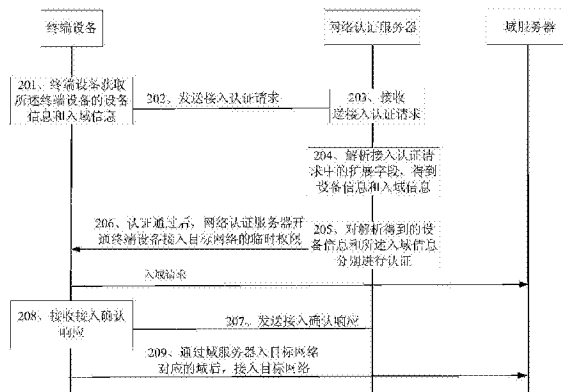 终端设备
网络认证服务器
域服务器
201、终端设备获取
所述终端设备的设备
信息和入域信息
202、发送接入认证请求
203、接收
送接入认证请求
204、解析接入认证请
求中的扩展字段，得到
设备信息和入域信息
205、对解析得到的设
备信息和所述入域信息
分别进行认证
206、认证通过后，网络认证服务器开
通终端设备接入目标网络的临时权限
入域请求
207、发送接入确认响应
208、接收接入确认
响应
209、通过域服务器入目标网络
对应的域后，接入目标网络